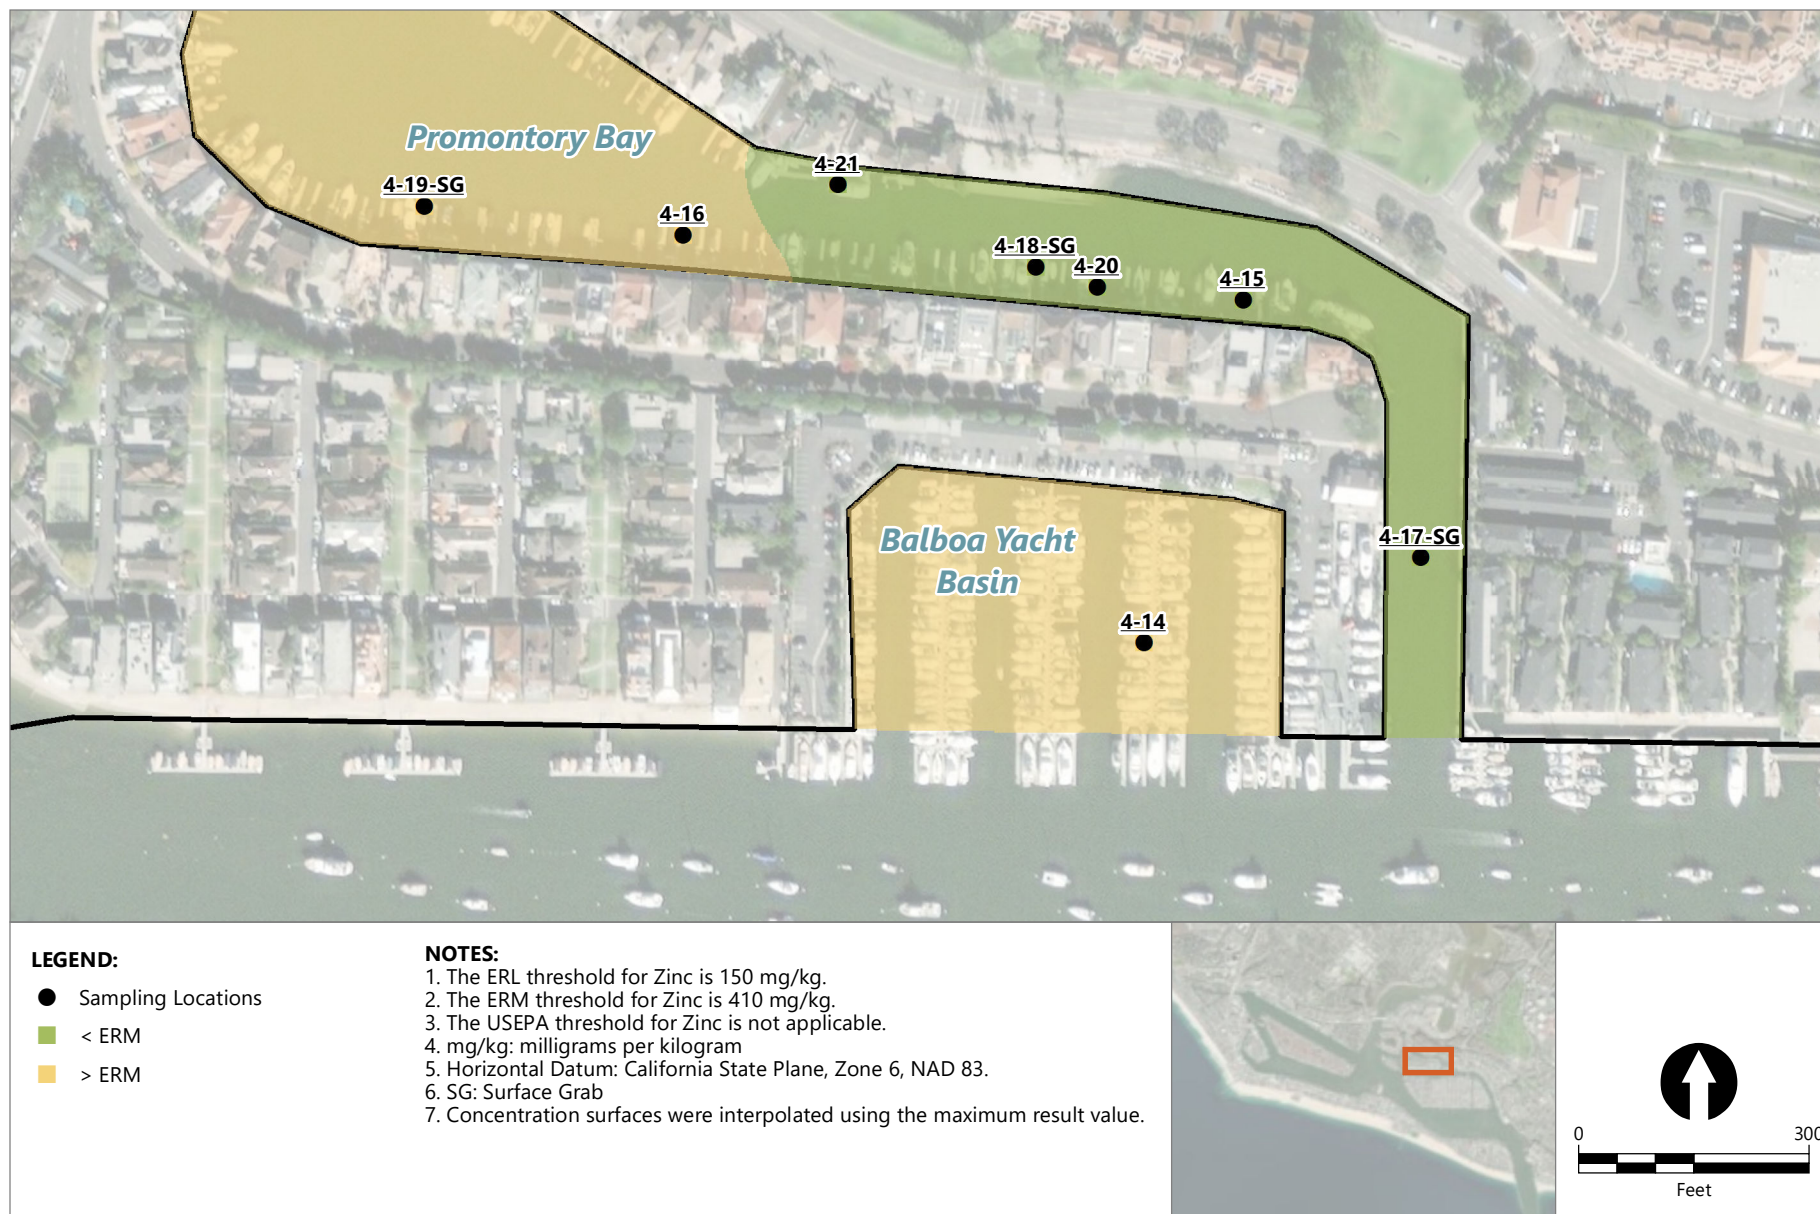 Promontory Bay
4-21
4-19-SG
4-16
4-18-SG
4-20
4-15
Balboa Yacht
Basin
4-17-SG
4-14
LEGEND:
Sampling Locations
< ERM
> ERM
NOTES:
1. The ERL threshold for Zinc is 150 mg/kg.
2. The ERM threshold for Zinc is 410 mg/kg.
3. The USEPA threshold for Zinc is not applicable.
4. mg/kg: milligrams per kilogram
5. Horizontal Datum: California State Plane, Zone 6, NAD 83.
6. SG: Surface Grab
7. Concentration surfaces were interpolated using the maximum result value.
0 300
Feet